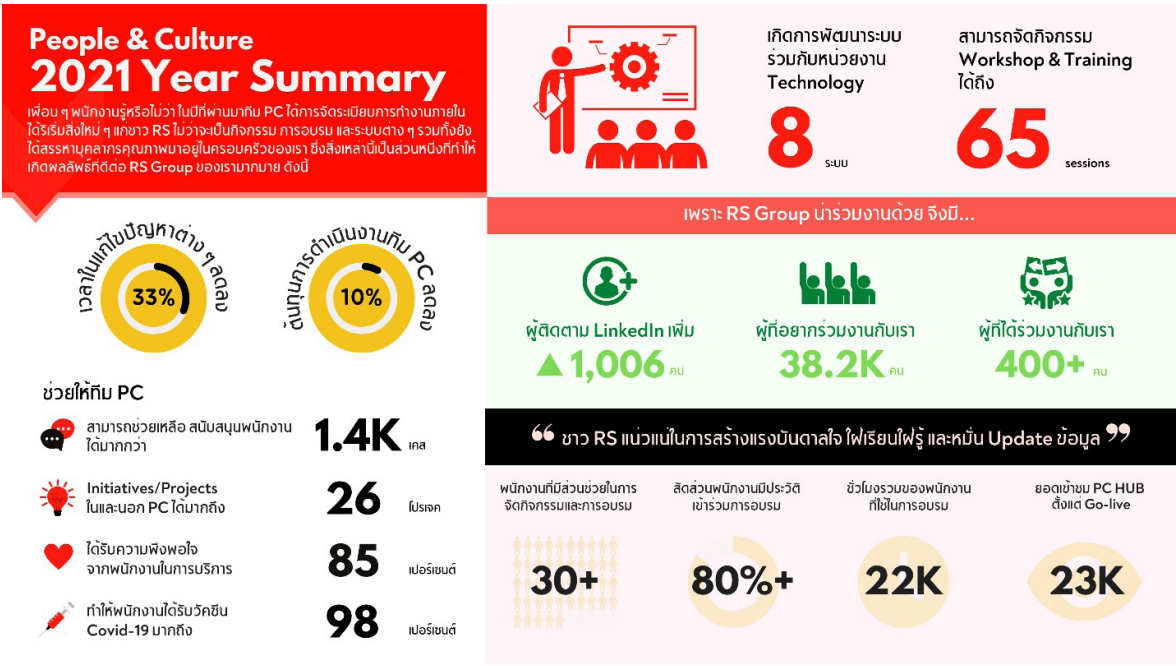 People & Culture
2021 Year Summary
เพื่อน ๆ พนักงานรู้หรือไม่ว่า ในปีที่ผ่านมาทีม PC ได้การจัดระเบียบการทำงานภายใน
ได้ริเริ่มสิ่งใหม่ ๆ แก่ชาว RS ไม่ว่าจะเป็นกิจกรรม การอบรม และระบบต่าง ๆ รวมทั้งยัง
ได้สรรหาบุคลากรคุณภาพมาอยู่ในครอบครัวของเรา ซึ่งสิ่งเหล่านี้เป็นส่วนหนึ่งที่ทำให้
เกิดผลลัพธ์ที่ดีต่อ RS Group ของเรามากมาย ดังนี้
เวลาในแก้ไขปัญหาต่าง ๆ ลดลง
33%
ต้นทุนการดำเนินงานทีม PC ลดลง
10%
ช่วยให้ทีม PC
สามารถช่วยเหลือ สนับสนุนพนักงาน
ได้มากกว่า
1.4K เคส
Initiatives/Projects
ในและนอก PC ได้มากถึง
26 โปรเจค
ได้รับความพึงพอใจ
จากพนักงานในการบริการ
85 เปอร์เซนต์
ทำให้พนักงานได้รับวัคซีน
Covid-19 มากถึง
98 เปอร์เซนต์
เกิดการพัฒนาระบบ
ร่วมกับหน่วยงาน
Technology
8 ระบบ
สามารถจัดกิจกรรม
Workshop & Training
ได้ถึง
65 sessions
เพราะ RS Group น่าร่วมงานด้วย จึงมี...
ผู้ติดตาม LinkedIn เพิ่ม
▲1,006 คน
ผู้ที่อยากร่วมงานกับเรา
38.2K คน
ผู้ที่ได้ร่วมงานกับเรา
400+ คน
“ ชาว RS แน่วแน่ในการสร้างแรงบันดาลใจ ใฝ่เรียนใฝ่รู้ และหมั่น Update ข้อมูล ”
พนักงานที่มีส่วนช่วยในการ
จัดกิจกรรมและการอบรม
30+
สัดส่วนพนักงานมีประวัติ
เข้าร่วมการอบรม
80%+
ชั่วโมงรวมของพนักงาน
ที่ใช้ในการอบรม
22K
ยอดเข้าชม PC HUB
ตั้งแต่ Go-live
23K